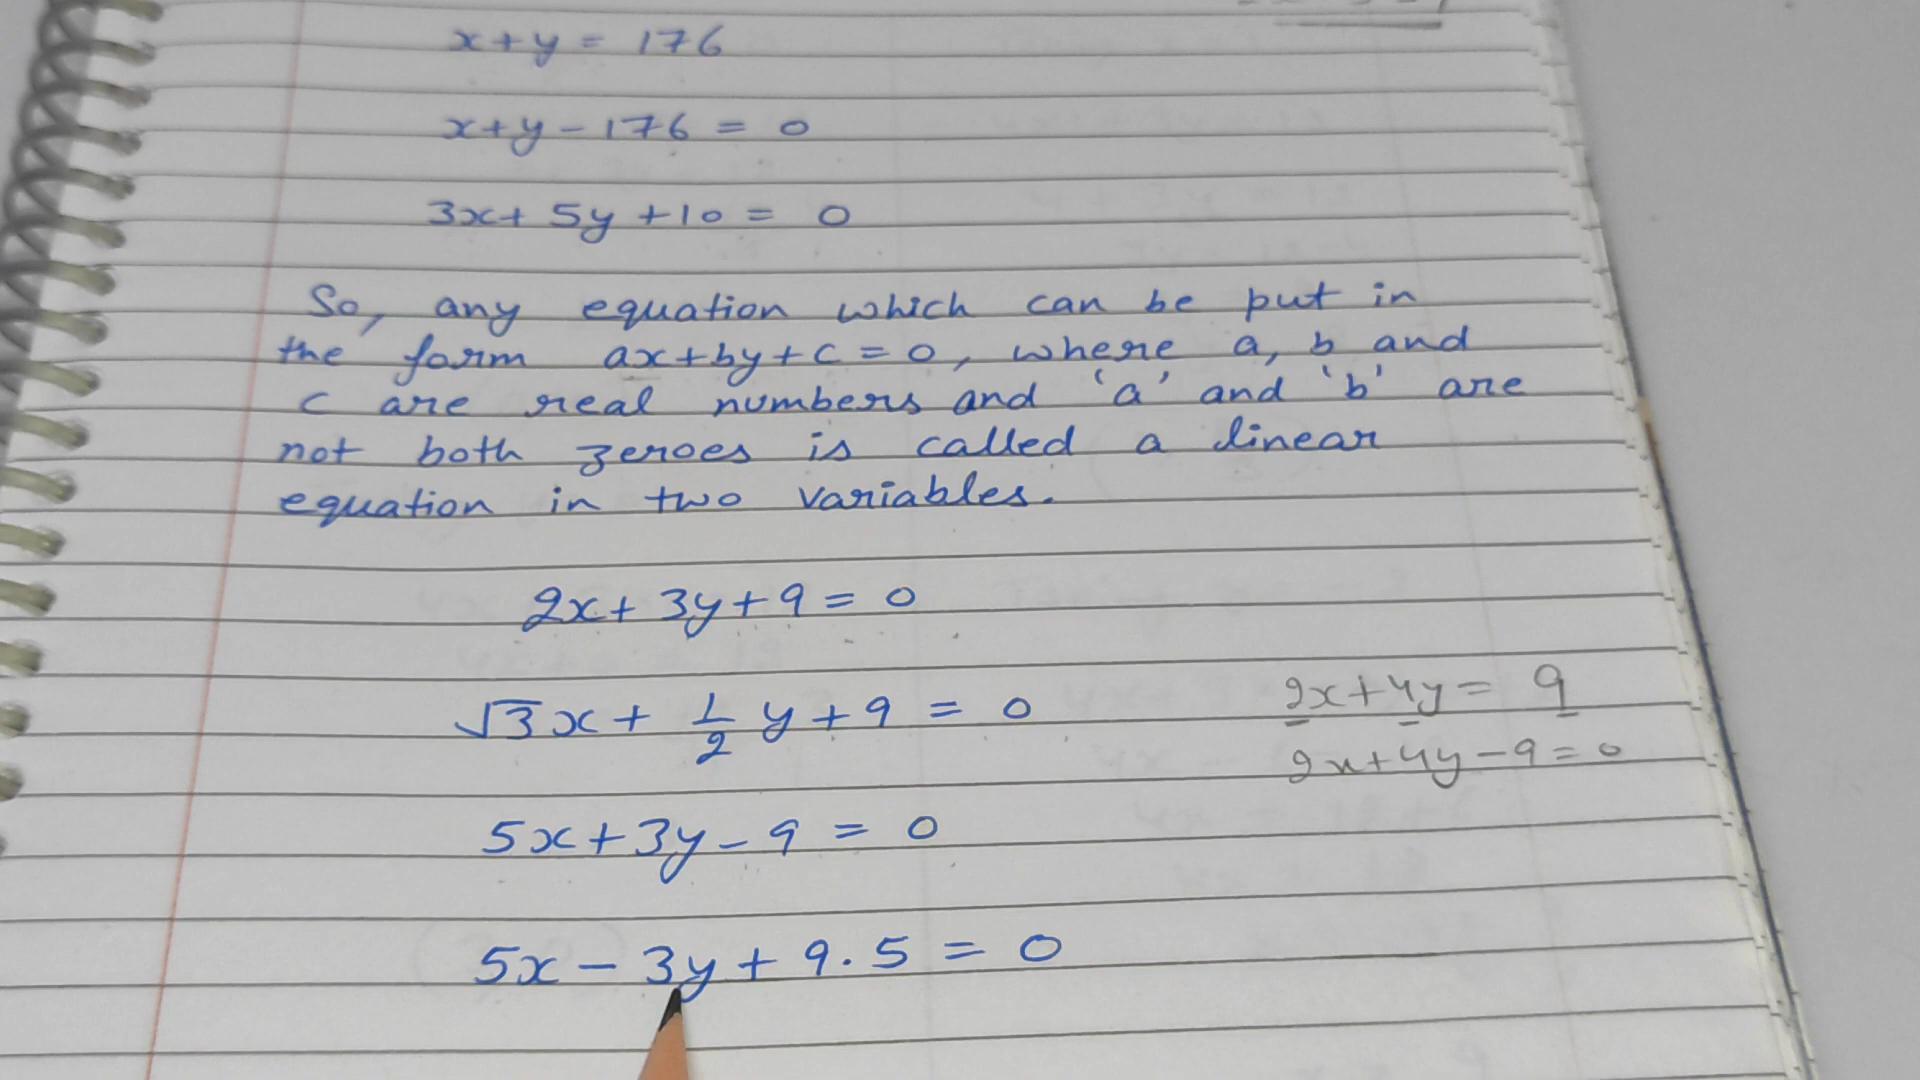 x+y = 176
x+y - 176 = 0
3x+ 5y +10 = 0
So, any equation which can be put in
the form ax+by+c = 0, where a, b and
c are real numbers and 'a' and 'b' are
not both zeroes is called a linear
equation in two variables.
2x+ 3y+9 = 0
√3x+ 1/2 y+9 = 0
2x+4y= 9
2x+4y-9=0
5x+3y-9 = 0
5x-3y+9.5 = 0